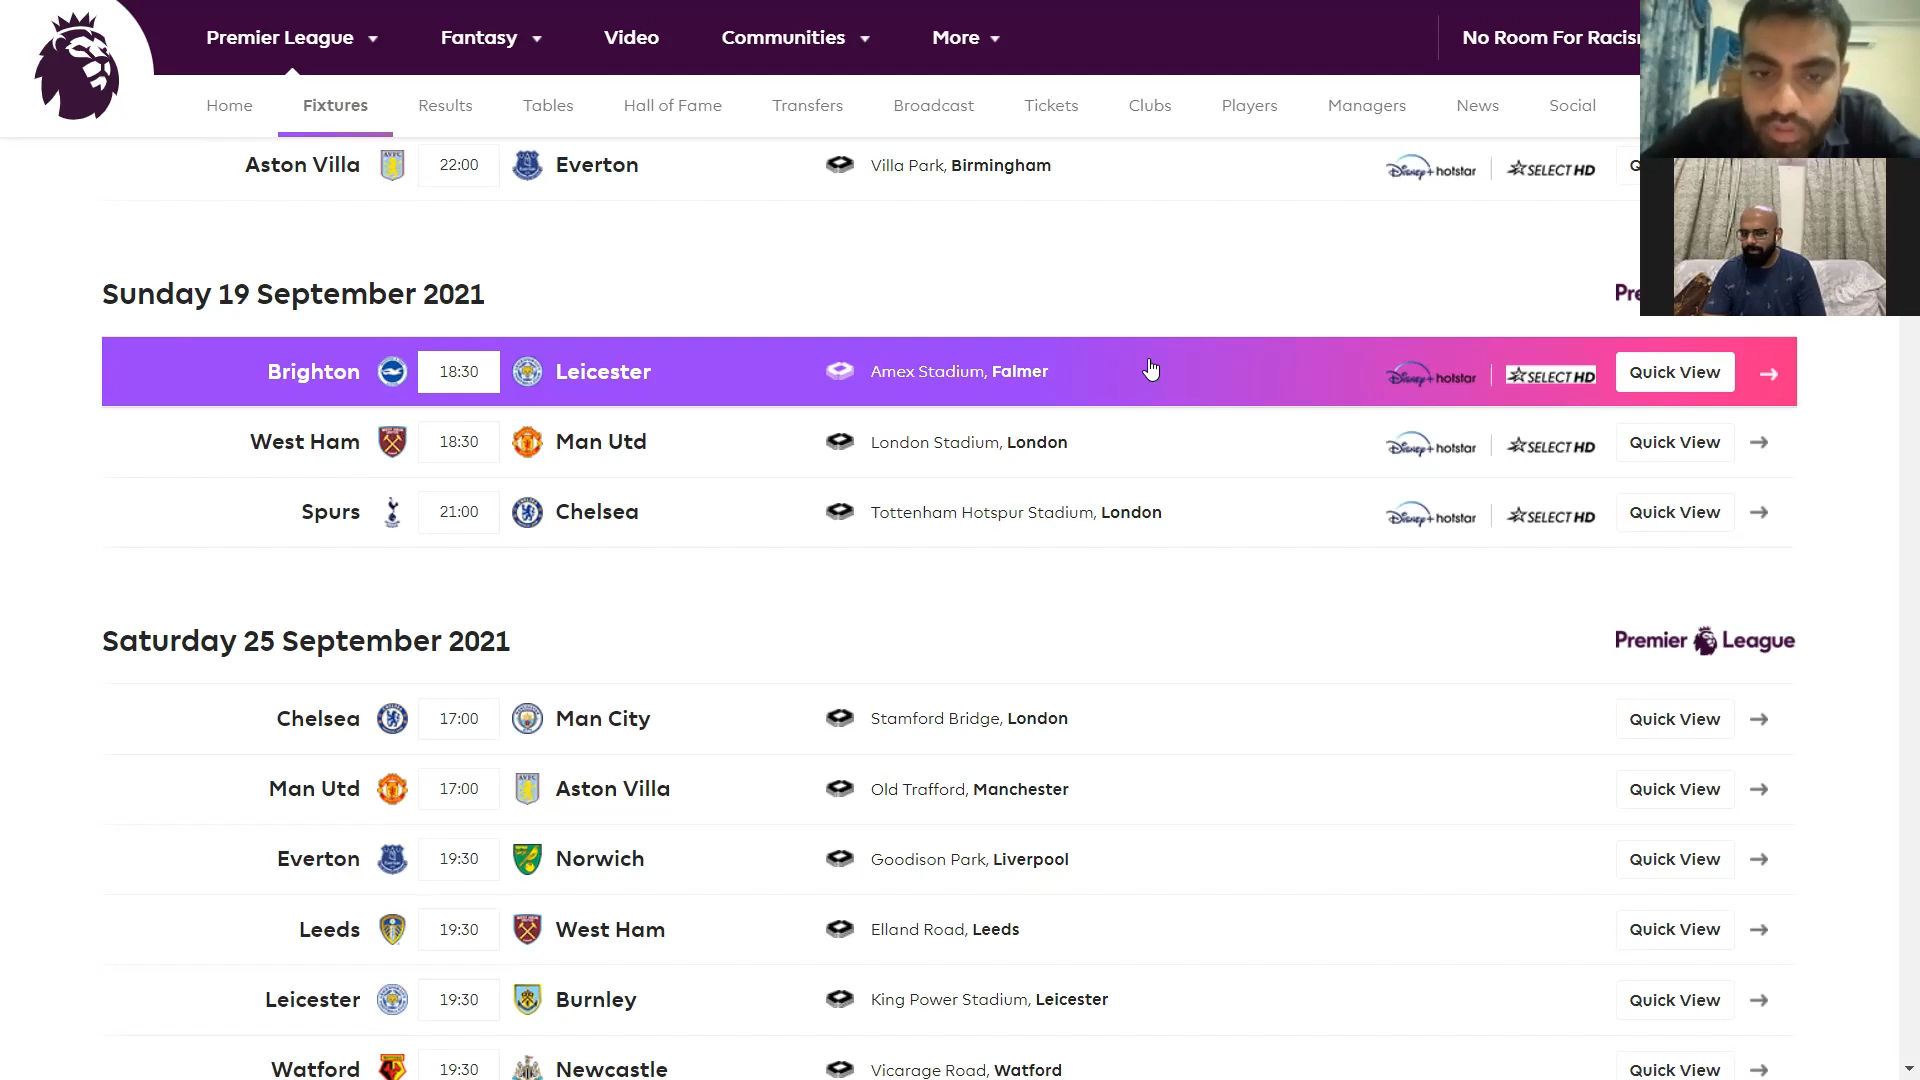 Premier League Fantasy Video Communities More No Room For Racis
Home Fixtures Results Tables Hall of Fame Transfers Broadcast Tickets Clubs Players Managers News Social
Aston Villa 22:00 Everton Villa Park, Birmingham Disney+ hotstar SELECT HD Q
Sunday 19 September 2021 Pre
Brighton 18:30 Leicester Amex Stadium, Falmer Disney+ hotstar SELECT HD Quick View
West Ham 18:30 Man Utd London Stadium, London Disney+ hotstar SELECT HD Quick View
Spurs 21:00 Chelsea Tottenham Hotspur Stadium, London Disney+ hotstar SELECT HD Quick View
Saturday 25 September 2021 Premier League
Chelsea 17:00 Man City Stamford Bridge, London Quick View
Man Utd 17:00 Aston Villa Old Trafford, Manchester Quick View
Everton 19:30 Norwich Goodison Park, Liverpool Quick View
Leeds 19:30 West Ham Elland Road, Leeds Quick View
Leicester 19:30 Burnley King Power Stadium, Leicester Quick View
Watford 19:30 Newcastle Vicarage Road, Watford Quick View